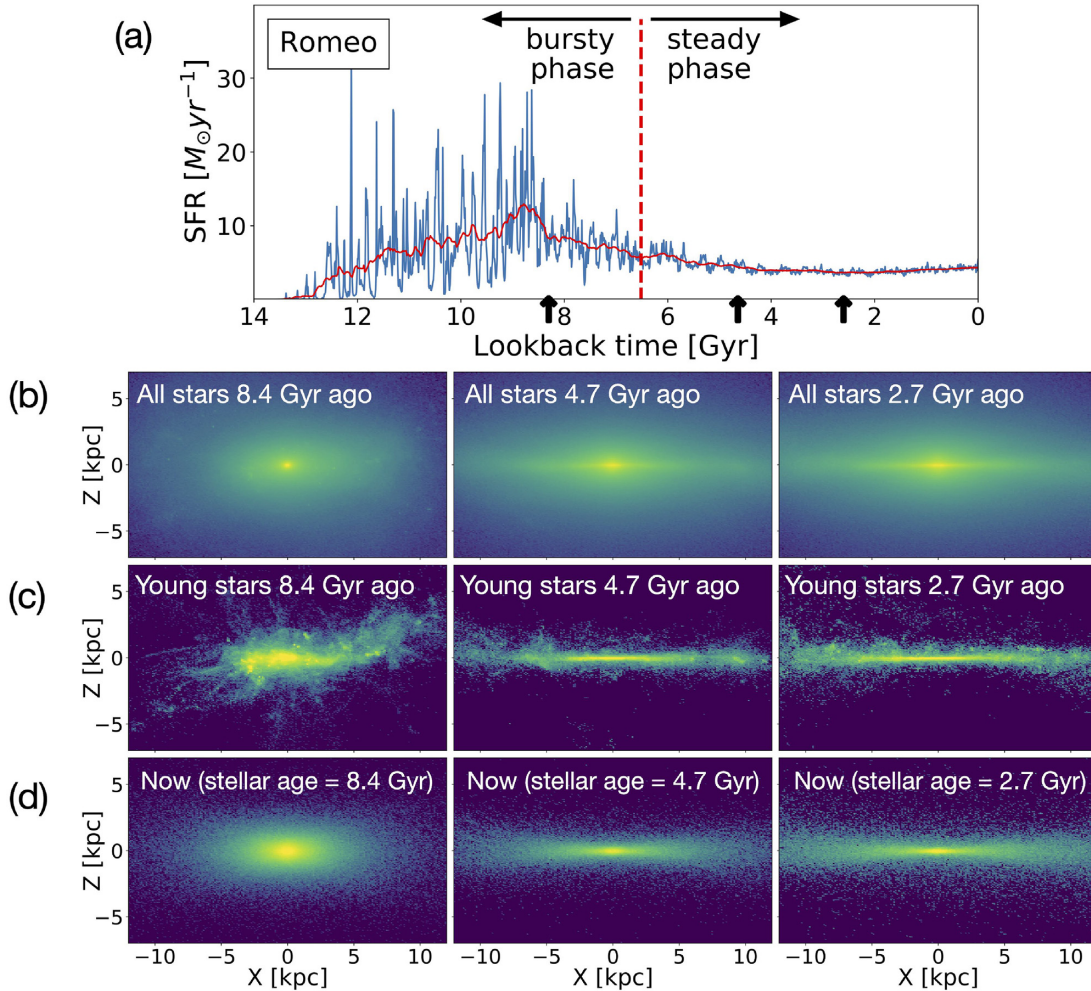 (a)
Romeo
bursty phase
steady phase
SFR [M⊙yr⁻¹]
30
20
10
14 12 10 8 6 4 2 0
Lookback time [Gyr]
(b)
All stars 8.4 Gyr ago
All stars 4.7 Gyr ago
All stars 2.7 Gyr ago
Z [kpc]
5
0
−5
(c)
Young stars 8.4 Gyr ago
Young stars 4.7 Gyr ago
Young stars 2.7 Gyr ago
Z [kpc]
5
0
−5
(d)
Now (stellar age = 8.4 Gyr)
Now (stellar age = 4.7 Gyr)
Now (stellar age = 2.7 Gyr)
Z [kpc]
5
0
−5
−10 −5 0 5 10
−10 −5 0 5 10
−10 −5 0 5 10
X [kpc]
X [kpc]
X [kpc]